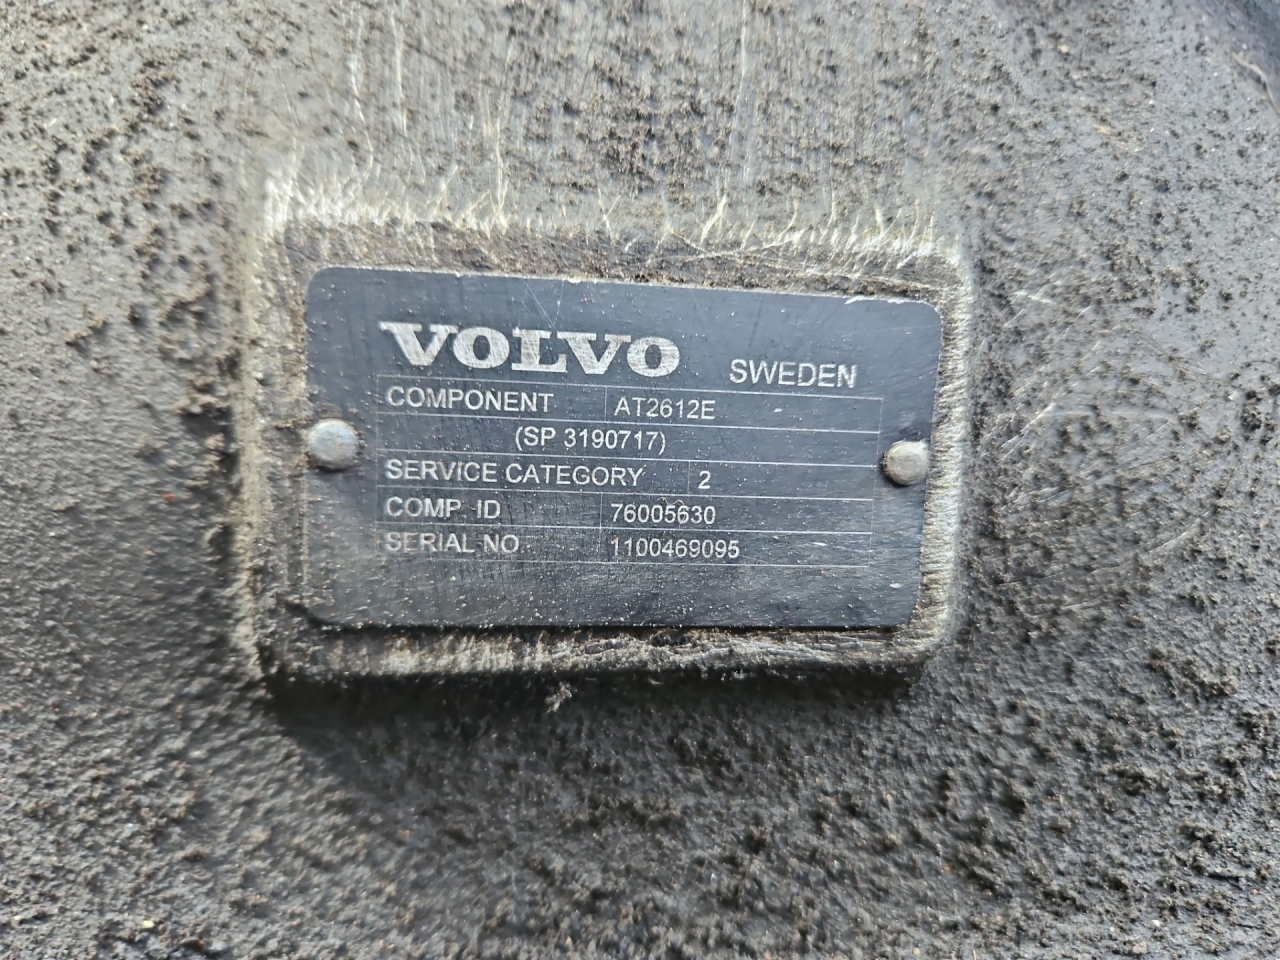 VOLVO SWEDEN
COMPONENT AT2612E
(SP 3190717)
SERVICE CATEGORY 2
COMP. ID 76005630
SERIAL NO 1100469095